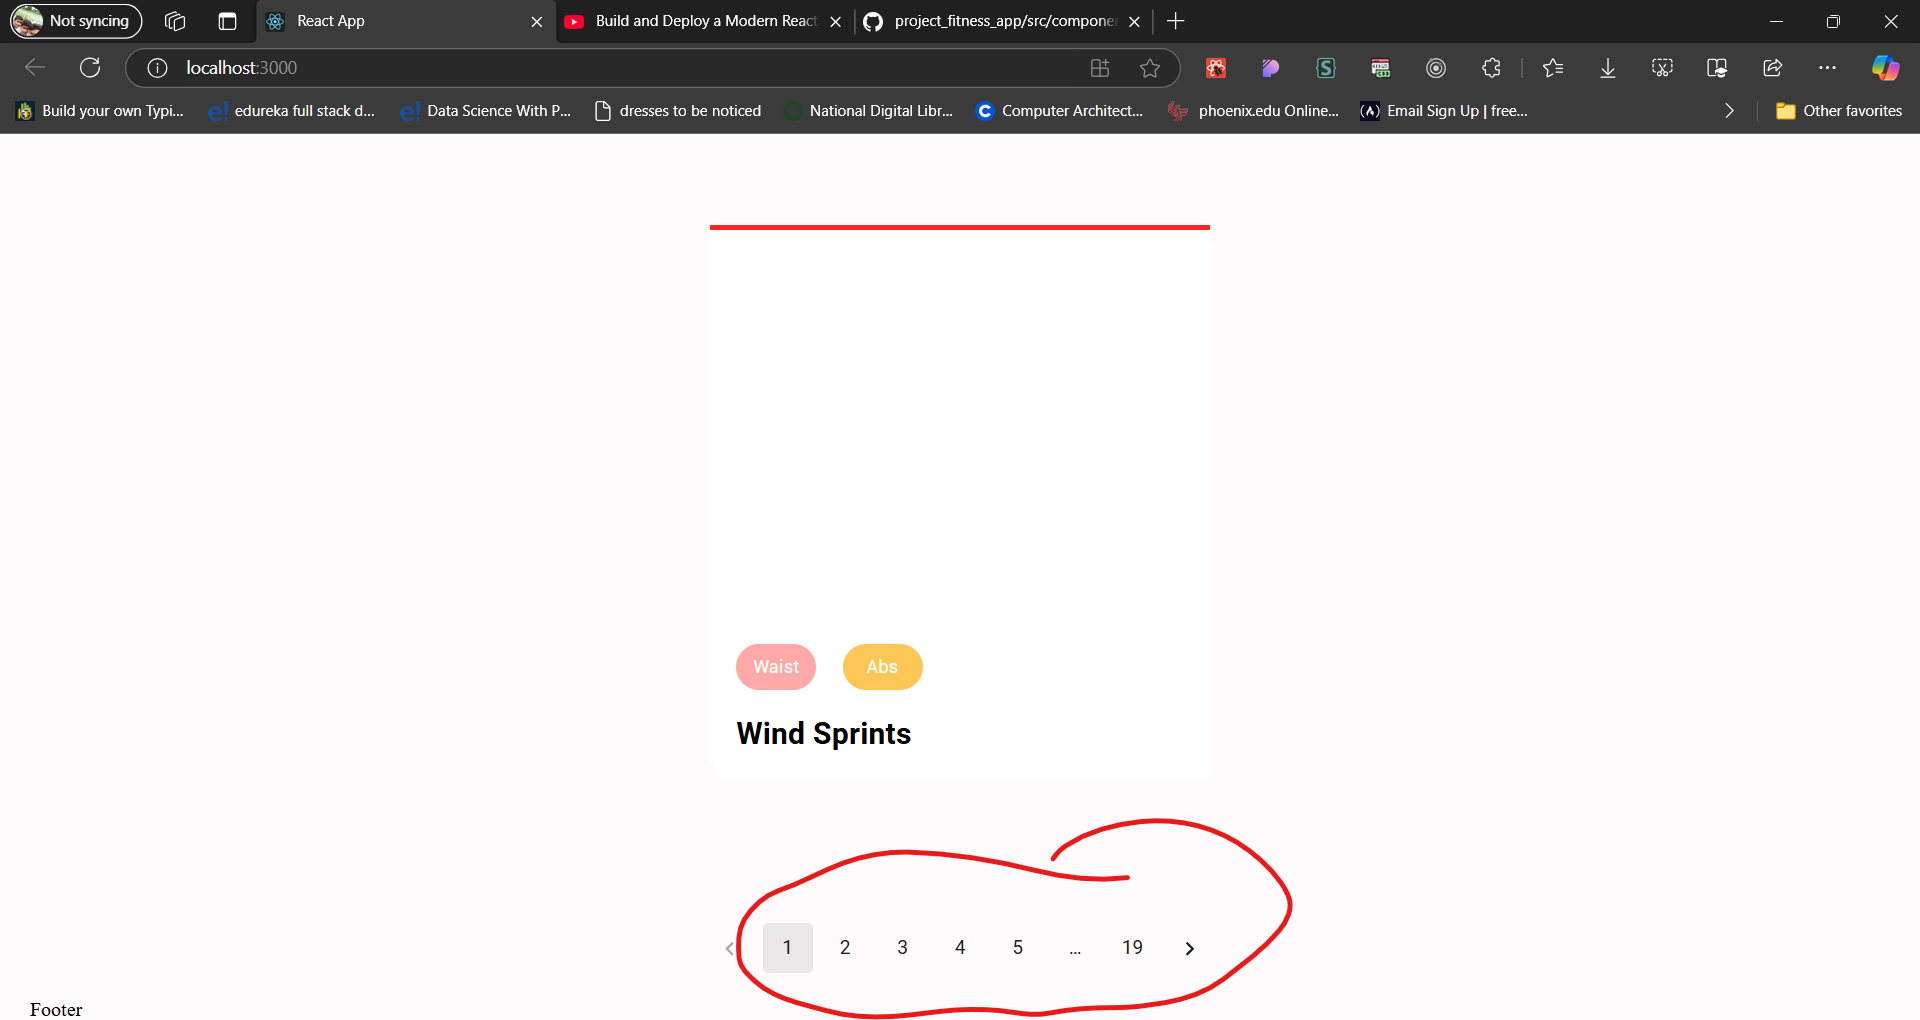 Not syncing
React App
Build and Deploy a Modern React
project_fitness_app/src/compone
localhost:3000
Build your own Typi...
edureka full stack d...
Data Science With P...
dresses to be noticed
National Digital Libr...
Computer Architect...
phoenix.edu Online...
Email Sign Up | free...
Other favorites
Waist Abs
Wind Sprints
1 2 3 4 5 ... 19
Footer